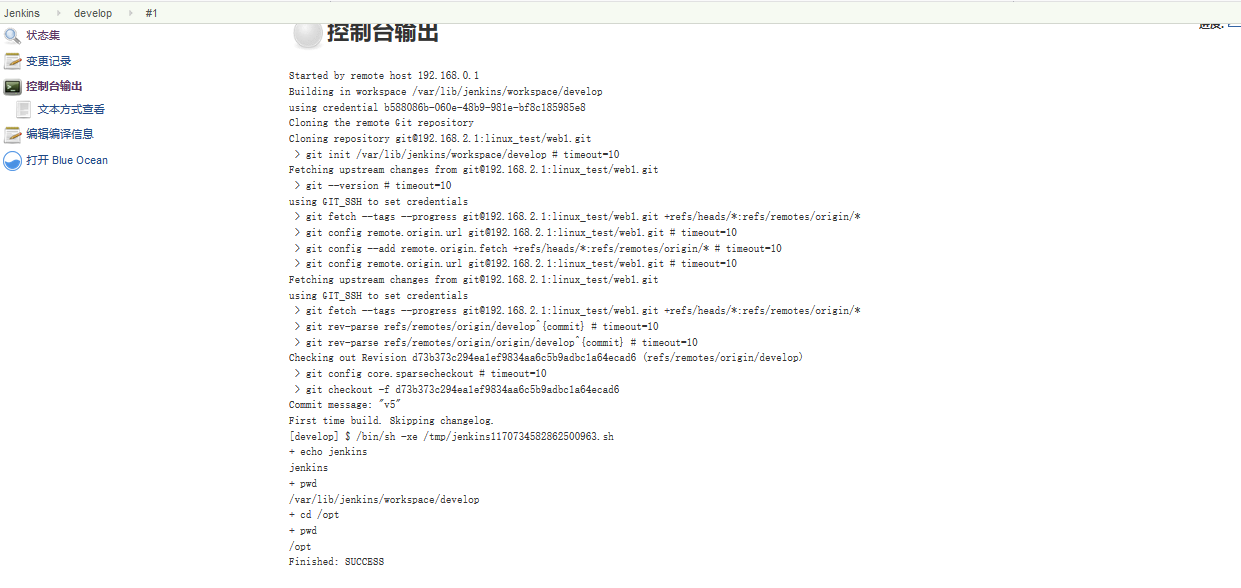 Jenkins develop #1
状态集
变更记录
控制台输出
文本方式查看
编辑编译信息
打开 Blue Ocean
控制台输出
进度:
Started by remote host 192.168.0.1
Building in workspace /var/lib/jenkins/workspace/develop
using credential b588086b-060e-48b9-981e-bf8c185985e8
Cloning the remote Git repository
Cloning repository git@192.168.2.1:linux_test/web1.git
> git init /var/lib/jenkins/workspace/develop # timeout=10
Fetching upstream changes from git@192.168.2.1:linux_test/web1.git
> git --version # timeout=10
using GIT_SSH to set credentials
> git fetch --tags --progress git@192.168.2.1:linux_test/web1.git +refs/heads/*:refs/remotes/origin/*
> git config remote.origin.url git@192.168.2.1:linux_test/web1.git # timeout=10
> git config --add remote.origin.fetch +refs/heads/*:refs/remotes/origin/* # timeout=10
> git config remote.origin.url git@192.168.2.1:linux_test/web1.git # timeout=10
Fetching upstream changes from git@192.168.2.1:linux_test/web1.git
using GIT_SSH to set credentials
> git fetch --tags --progress git@192.168.2.1:linux_test/web1.git +refs/heads/*:refs/remotes/origin/*
> git rev-parse refs/remotes/origin/develop^{commit} # timeout=10
> git rev-parse refs/remotes/origin/origin/develop^{commit} # timeout=10
Checking out Revision d73b373c294ea1ef9834aa6c5b9adbc1a64ecad6 (refs/remotes/origin/develop)
> git config core.sparsecheckout # timeout=10
> git checkout -f d73b373c294ea1ef9834aa6c5b9adbc1a64ecad6
Commit message: "v5"
First time build. Skipping changelog.
[develop] $ /bin/sh -xe /tmp/jenkins1170734582862500963.sh
+ echo jenkins
jenkins
+ pwd
/var/lib/jenkins/workspace/develop
+ cd /opt
+ pwd
/opt
Finished: SUCCESS